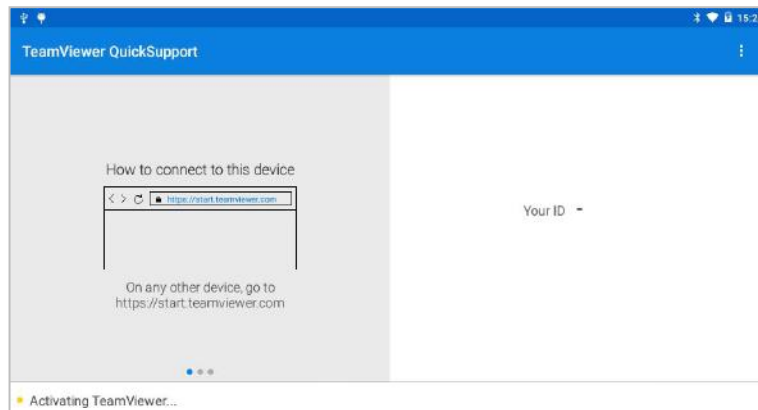 15:2
TeamViewer QuickSupport
How to connect to this device
https://start.teamviewer.com
On any other device, go to
https://start.teamviewer.com
Your ID -
Activating TeamViewer...